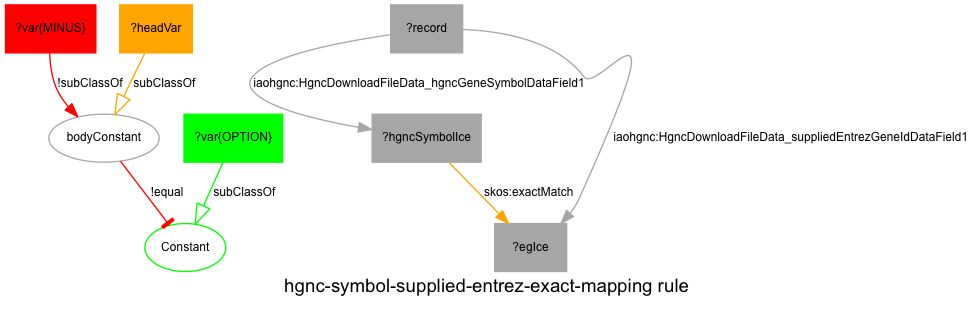 ?var{MINUS}
?headVar
?record
!subClassOf
subClassOf
iaohgnc:HgncDownloadFileData_hgncGeneSymbolDataField1
bodyConstant
?var{OPTION}
?hgncSymbolIce
iaohgnc:HgncDownloadFileData_suppliedEntrezGeneIdDataField1
!equal
subClassOf
skos:exactMatch
Constant
?egIce
hgnc-symbol-supplied-entrez-exact-mapping rule